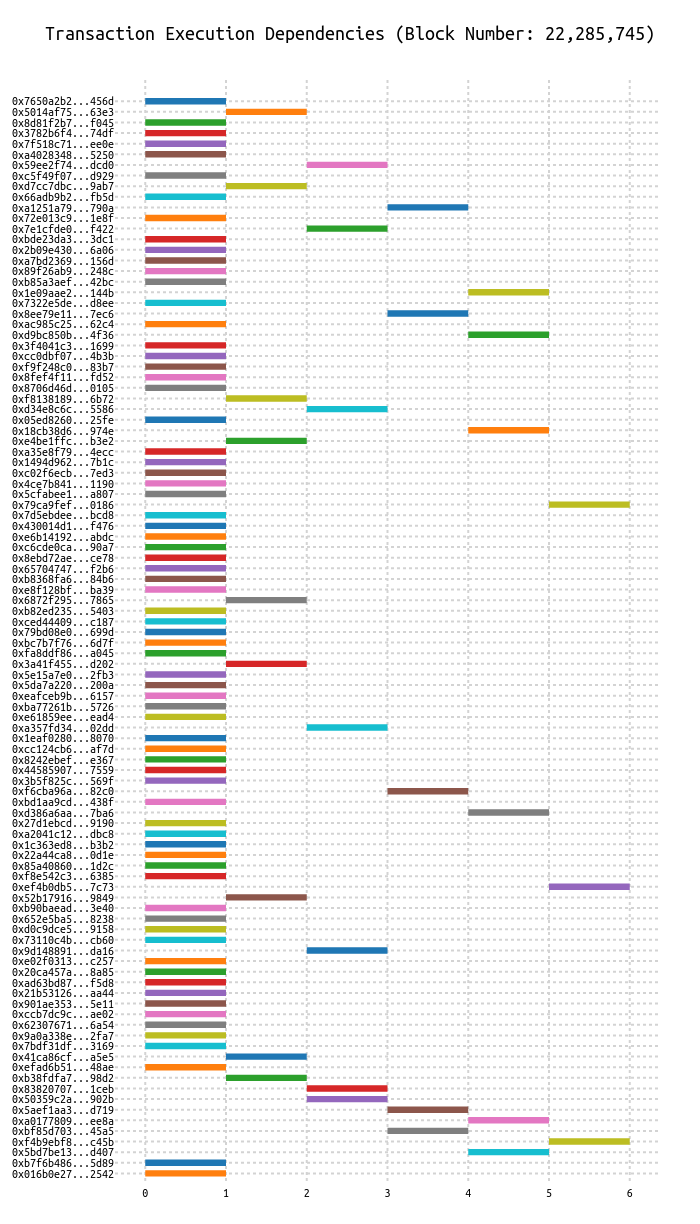 Transaction Execution Dependencies (Block Number: 22,285,745)
0x7650a2b2...456d
0x5014af75...63e3
0x8d81f2b7...f045
0x3782b6f4...74df
0x7f518c71...ee0e
0xa4028348...5250
0x59ee2f74...dcd0
0xc5f49f07...d929
0xd7cc7dbc...9ab7
0x66adb9b2...fb5d
0xa1251a79...790a
0x72e013c9...1e8f
0x7e1cfde0...f422
0xbde23da3...3dc1
0x2b09e430...6a06
0xa7bd2369...156d
0x89f26ab9...248c
0xb85a3aef...42bc
0x1e09aae2...144b
0x7322e5de...d8ee
0x8ee79e11...7ec6
0xac985c25...62c4
0xd9bc850b...4f36
0x3f4041c3...1699
0xcc0dbf07...4b3b
0xf9f248c0...83b7
0x8fef4f11...fd52
0x8706d46d...0105
0xf8138189...6b72
0xd34e8c6c...5586
0x05ed8260...25fe
0x18cb38d6...974e
0xe4be1ffc...b3e2
0xa35e8f79...4ecc
0x1494d962...7b1c
0xc02f6ecb...7ed3
0x4ce7b841...1190
0x5cfabee1...a807
0x79ca9fef...0186
0x7d5ebdee...bcd8
0x430014d1...f476
0xe6b14192...abdc
0xc6cde0ca...90a7
0x8ebd72ae...ce78
0x65704747...f2b6
0xb8368fa6...84b6
0xe8f128bf...ba39
0x6872f295...7865
0xb82ed235...5403
0xced44409...c187
0x79bd08e0...699d
0xbc7b7f76...6d7f
0xfa8ddf86...a045
0x3a41f455...d202
0x5e15a7e0...2fb3
0x5da7a220...200a
0xeafceb9b...6157
0xba77261b...5726
0xe61859ee...ead4
0xa357fd34...02dd
0x1eaf0280...8070
0xcc124cb6...af7d
0x8242ebef...e367
0x44585907...7559
0x3b5f825c...569f
0xf6cba96a...82c0
0xbd1aa9cd...438f
0xd386a6aa...7ba6
0x27d1ebcd...9190
0xa2041c12...dbc8
0x1c363ed8...b3b2
0x22a44ca8...0d1e
0x85a40860...1d2c
0xf8e542c3...6385
0xef4b0db5...7c73
0x52b17916...9849
0xb90baead...3e40
0x652e5ba5...8238
0xd0c9dce5...9158
0x73110c4b...cb60
0x9d148891...da16
0xe02f0313...c257
0x20ca457a...8a85
0xad63bd87...f5d8
0x21b53126...aa44
0x901ae353...5e11
0xccb7dc9c...ae02
0x62307671...6a54
0x9a0a338e...2fa7
0x7bdf31df...3169
0x41ca86cf...a5e5
0xefad6b51...48ae
0xb38fdfa7...98d2
0x83820707...1ceb
0x50359c2a...902b
0x5aef1aa3...d719
0xa0177809...ee8a
0xbf85d703...45a5
0xf4b9ebf8...c45b
0x5bd7be13...d407
0xb7f6b486...5d89
0x016b0e27...2542
0 1 2 3 4 5 6